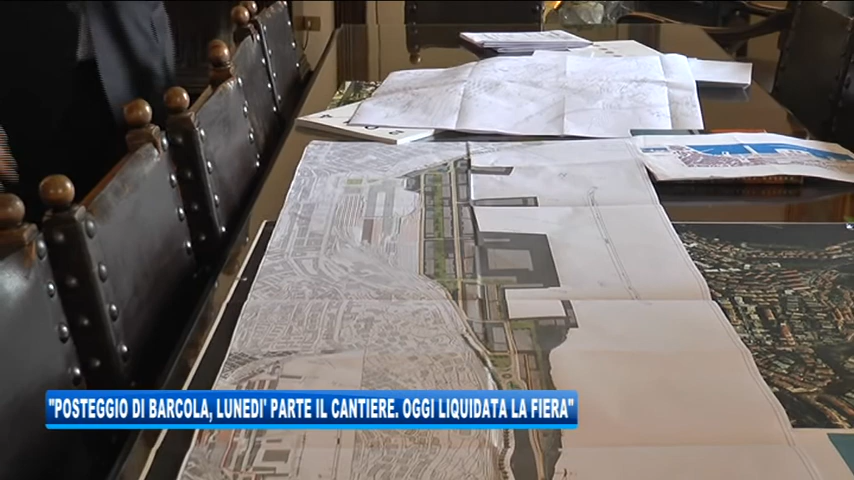 "POSTEGGIO DI BARCOLA, LUNEDI' PARTE IL CANTIERE. OGGI LIQUIDATA LA FIERA"